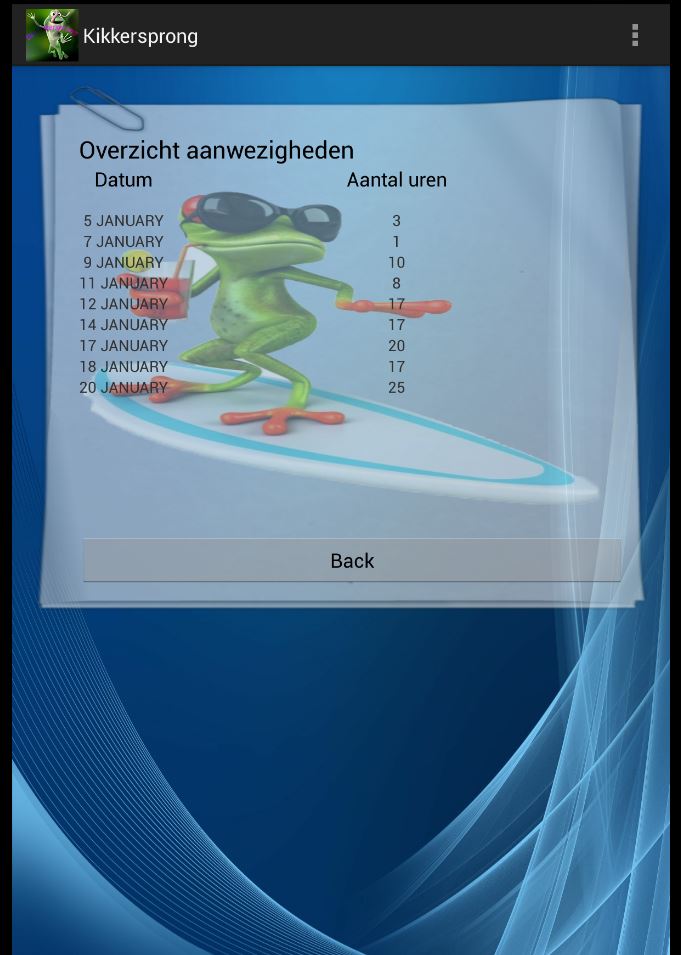 Kikkersprong
Overzicht aanwezigheden
Datum Aantal uren
5 JANUARY 3
7 JANUARY 1
9 JANUARY 10
11 JANUARY 8
12 JANUARY 17
14 JANUARY 17
17 JANUARY 20
18 JANUARY 17
20 JANUARY 25
Back